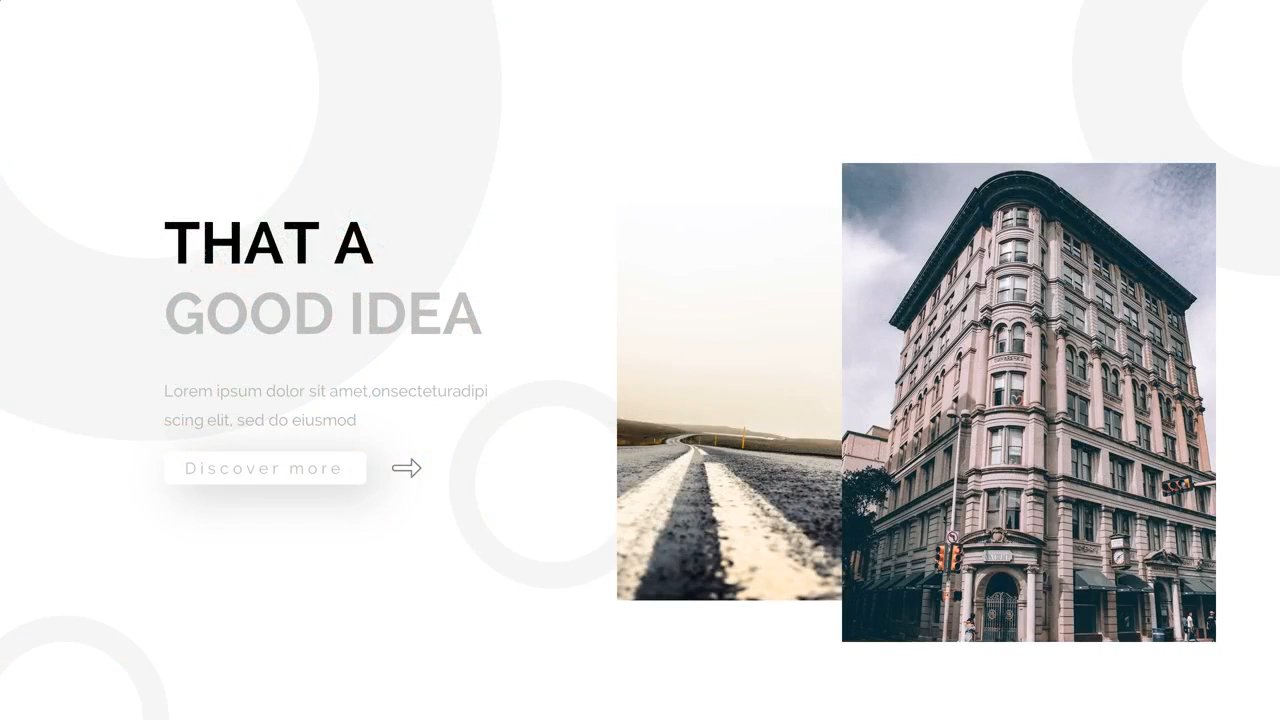 THAT A
GOOD IDEA
Lorem ipsum dolor sit amet,onsecteturadipi
scing elit, sed do eiusmod
Discover more